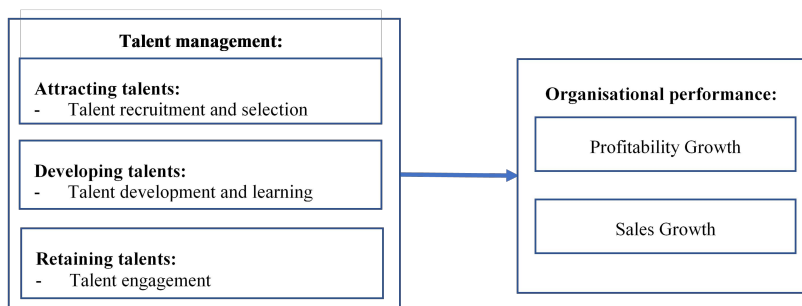 Talent management:
Attracting talents:
- Talent recruitment and selection
Developing talents:
- Talent development and learning
Retaining talents:
- Talent engagement
Organisational performance:
Profitability Growth
Sales Growth